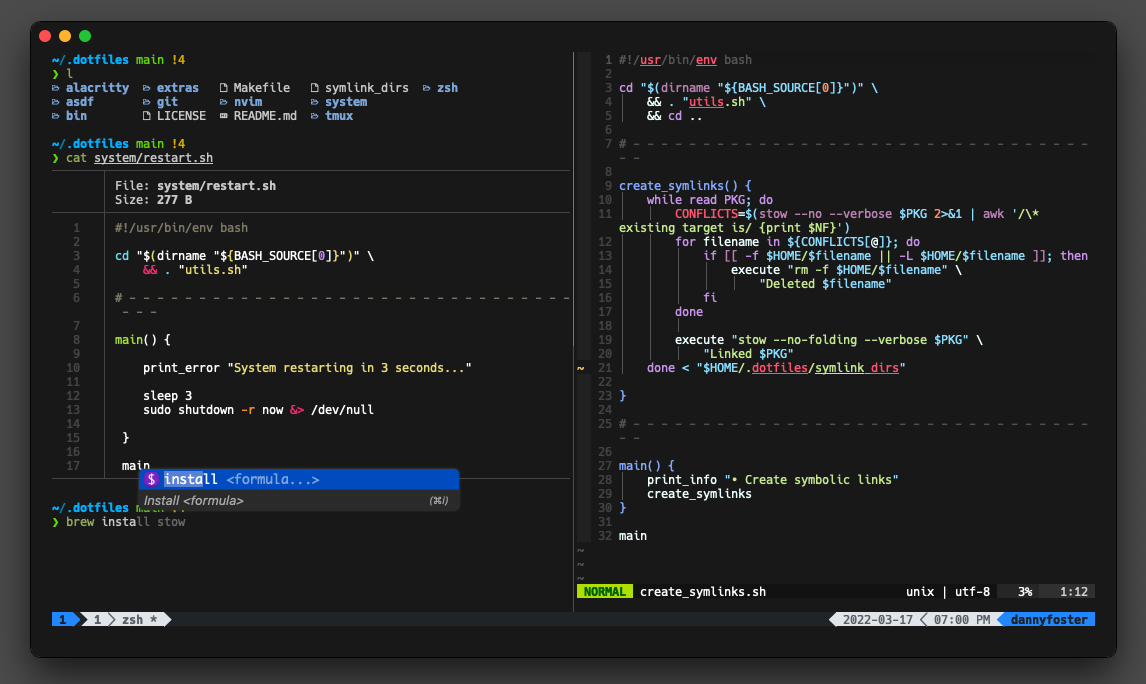 ~/.dotfiles main !4
❯ l
alacritty extras Makefile symlink_dirs zsh
asdf git nvim system
bin LICENSE README.md tmux
~/.dotfiles main !4
❯ cat system/restart.sh
File: system/restart.sh
Size: 277 B
1 #!/usr/bin/env bash
2
3 cd "$(dirname "${BASH_SOURCE[0]}")" \
4 && . "utils.sh"
5
6 # - - - - - - - - - - - - - - - - - - - - - - - - - - - - - - - -
- - -
7
8 main() {
9
10 print_error "System restarting in 3 seconds..."
11
12 sleep 3
13 sudo shutdown -r now &> /dev/null
14
15 }
16
17 main
$ install <formula...>
Install <formula> (⌘I)
~/.dotfiles
❯ brew install stow
1 #!/usr/bin/env bash
2
3 cd "$(dirname "${BASH_SOURCE[0]}")" \
4 && . "utils.sh" \
5 && cd ..
6
7 # - - - - - - - - - - - - - - - - - - - - - - - - - - - - - - - - -
- -
8
9 create_symlinks() {
10 while read PKG; do
11 CONFLICTS=$(stow --no --verbose $PKG 2>&1 | awk '/\*
existing target is/ {print $NF}')
12 for filename in ${CONFLICTS[@]}; do
13 if [[ -f $HOME/$filename || -L $HOME/$filename ]]; then
14 execute "rm -f $HOME/$filename" \
15 "Deleted $filename"
16 fi
17 done
18
19 execute "stow --no-folding --verbose $PKG" \
20 "Linked $PKG"
~ 21 done < "$HOME/.dotfiles/symlink_dirs"
22
23 }
24
25 # - - - - - - - - - - - - - - - - - - - - - - - - - - - - - - - - -
- -
26
27 main() {
28 print_info "• Create symbolic links"
29 create_symlinks
30 }
31
32 main
~
~
~
NORMAL create_symlinks.sh unix | utf-8 3% 1:12
1 1 zsh * 2022-03-17 07:00 PM dannyfoster